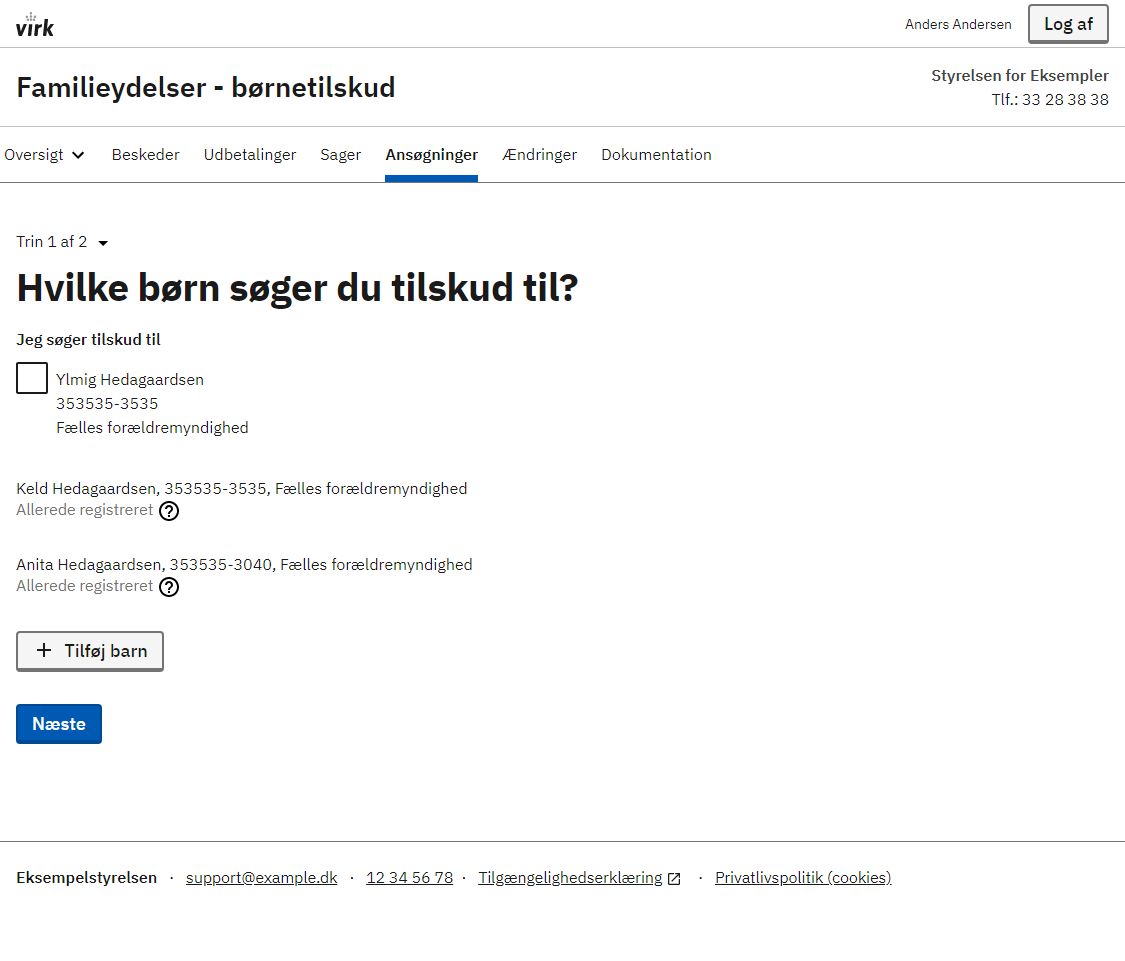 virk
Anders Andersen
Log af
Familieydelser - børnetilskud
Styrelsen for Eksempler
Tlf.: 33 28 38 38
Oversigt Beskeder Udbetalinger Sager Ansøgninger Ændringer Dokumentation
Trin 1 af 2
Hvilke børn søger du tilskud til?
Jeg søger tilskud til
Ylmig Hedagaardsen
353535-3535
Fælles forældremyndighed
Keld Hedagaardsen, 353535-3535, Fælles forældremyndighed
Allerede registreret ?
Anita Hedagaardsen, 353535-3040, Fælles forældremyndighed
Allerede registreret ?
+ Tilføj barn
Næste
Eksempelstyrelsen · support@example.dk · 12 34 56 78 · Tilgængelighedserklæring · Privatlivspolitik (cookies)